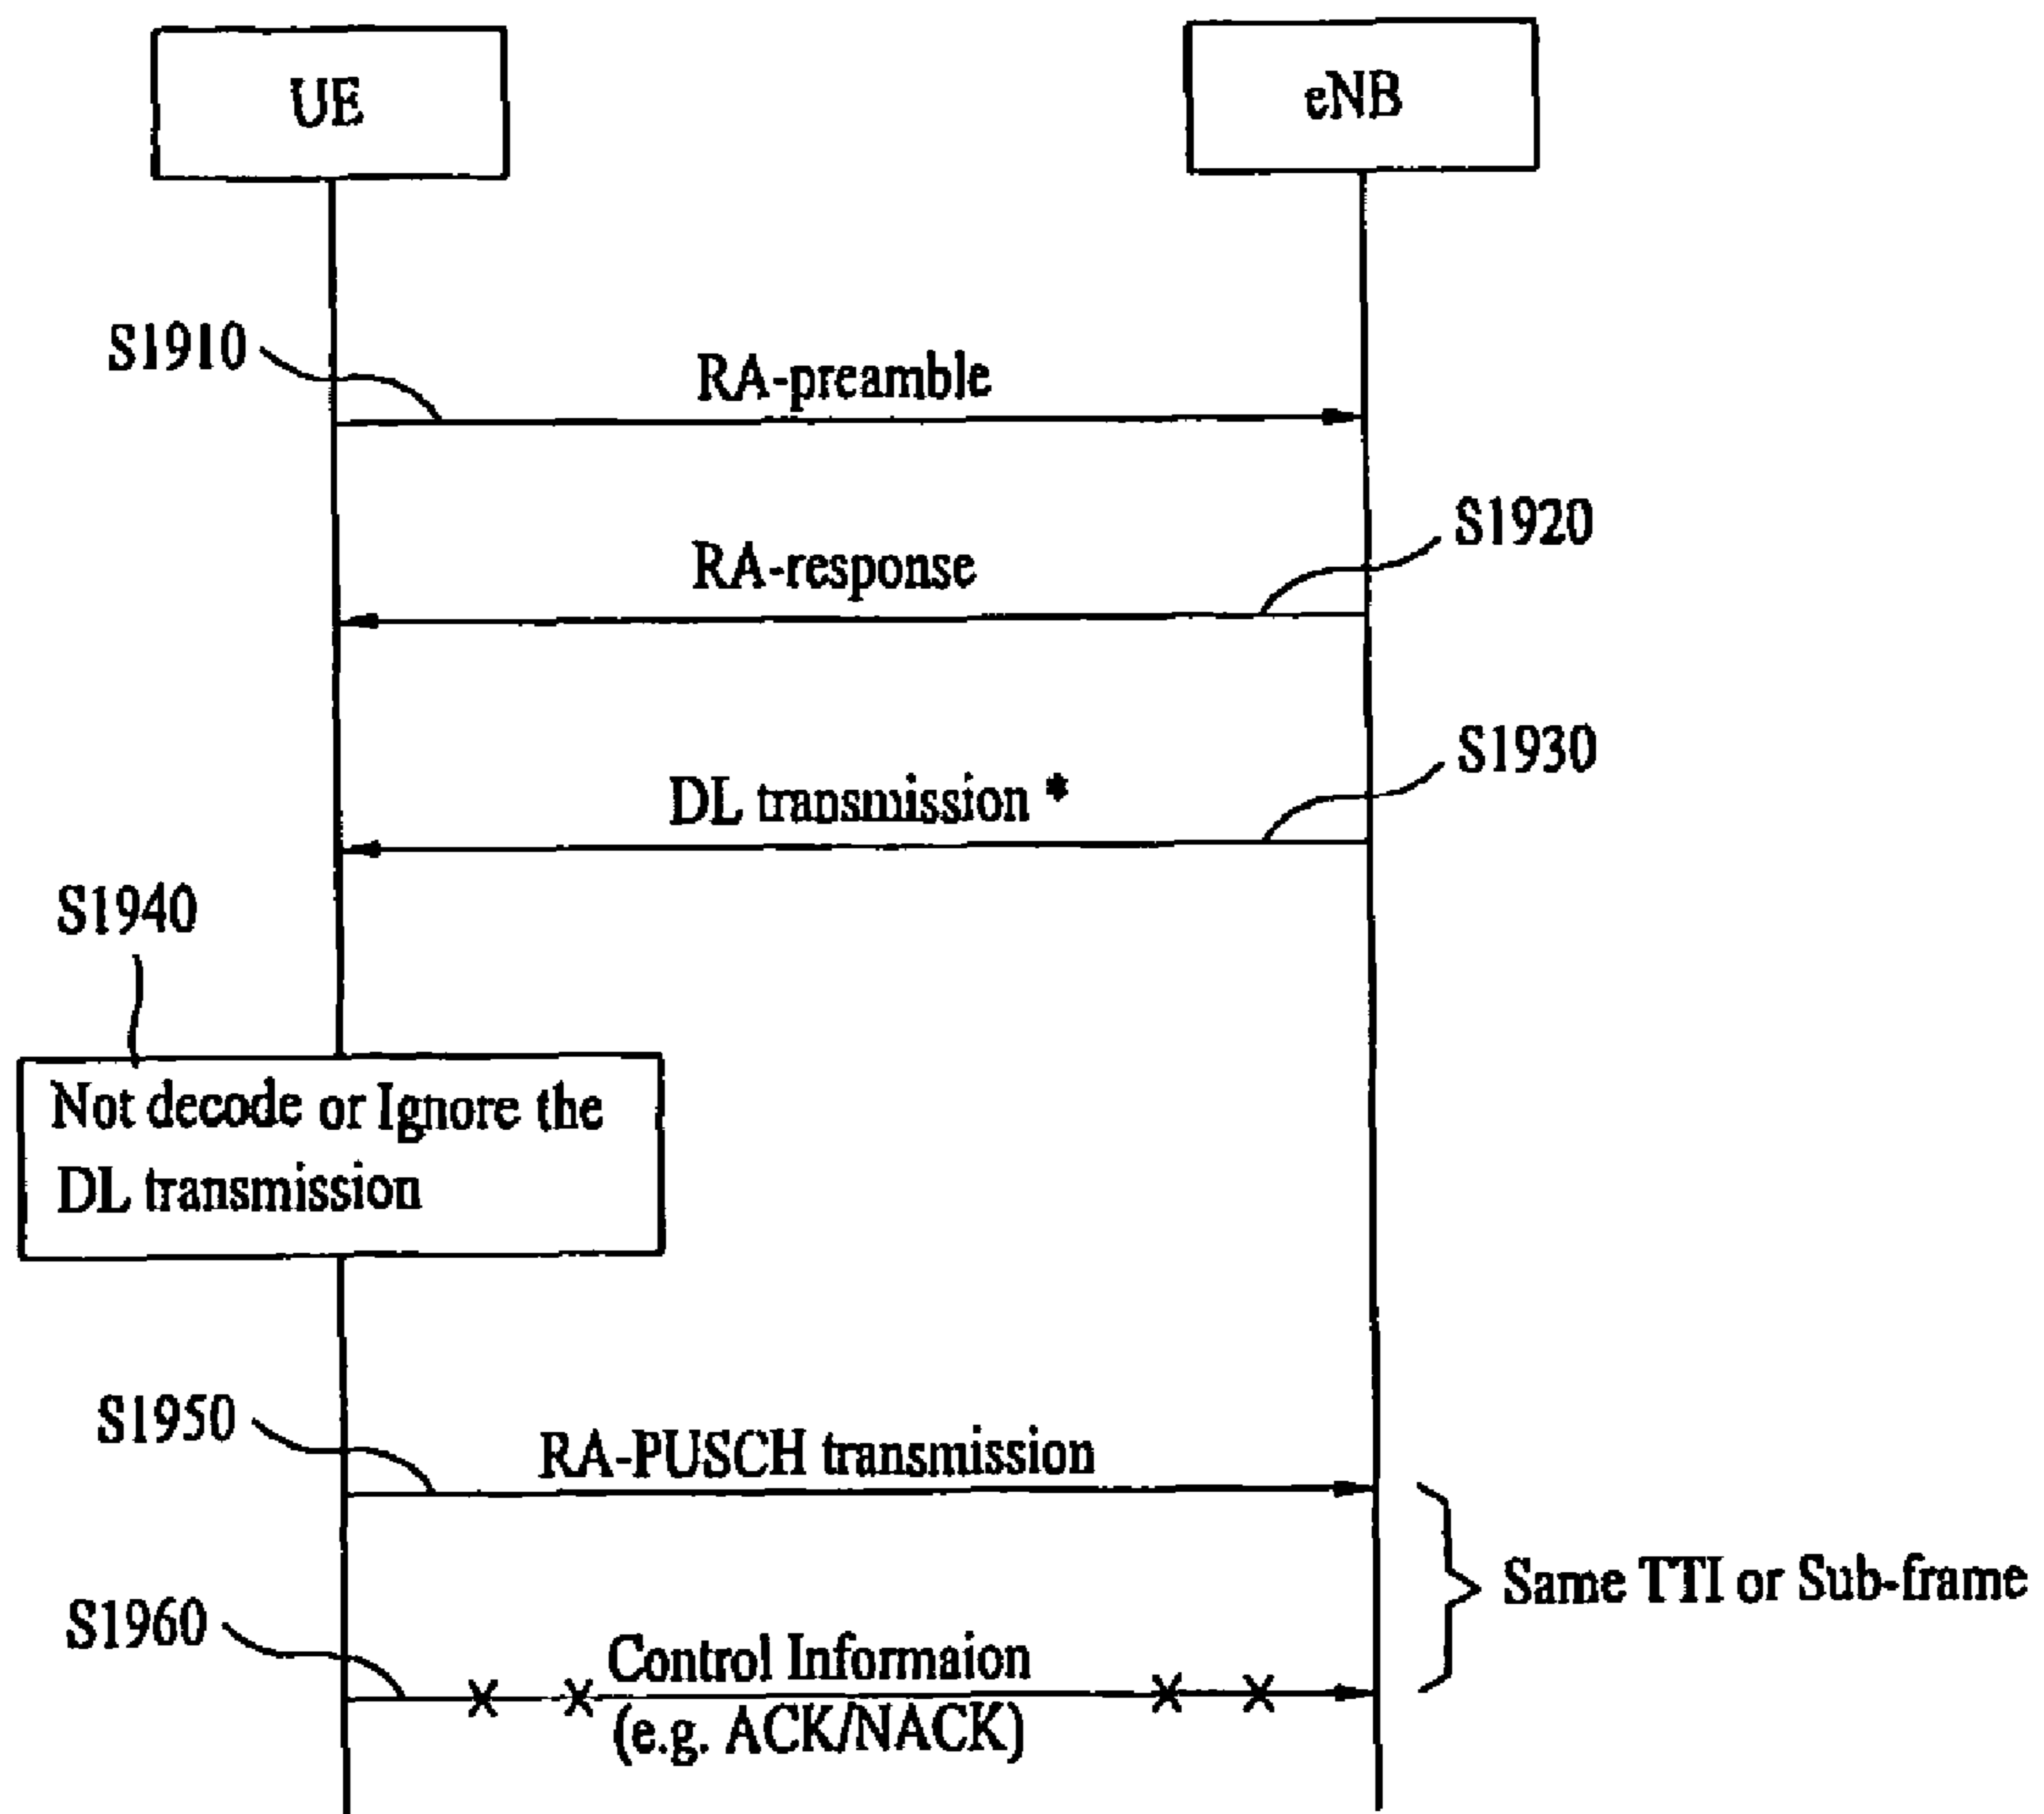 UE
eNB
S1910
RA-preamble
S1920
RA-response
S1930
DL transmission *
S1940
Not decode or Ignore the
DL transmission
S1950
RA-PUSCH transmission
Same TTI or Sub-frame
S1960
Control Informaion
(e.g. ACK/NACK)